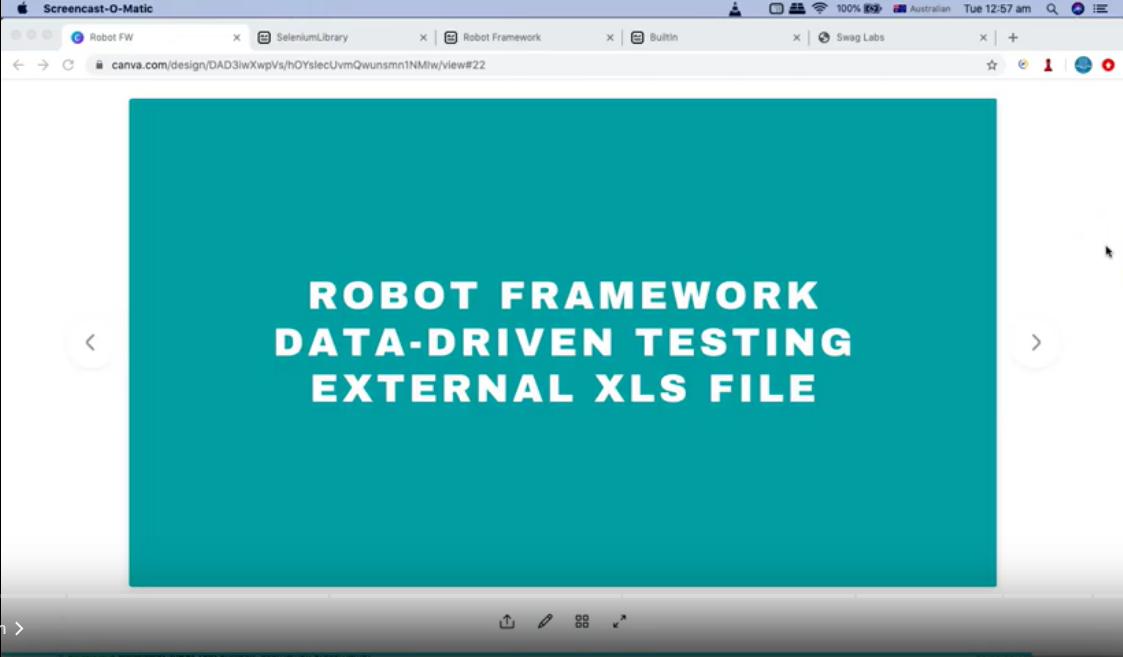 Screencast-O-Matic
100%
Australian
Tue 12:57 am
Robot FW
SeleniumLibrary
Robot Framework
BuiltIn
Swag Labs
canva.com/design/DAD3iwXwpVs/hOYslecUvmQwunsmn1NMlw/view#22
ROBOT FRAMEWORK
DATA-DRIVEN TESTING
EXTERNAL XLS FILE